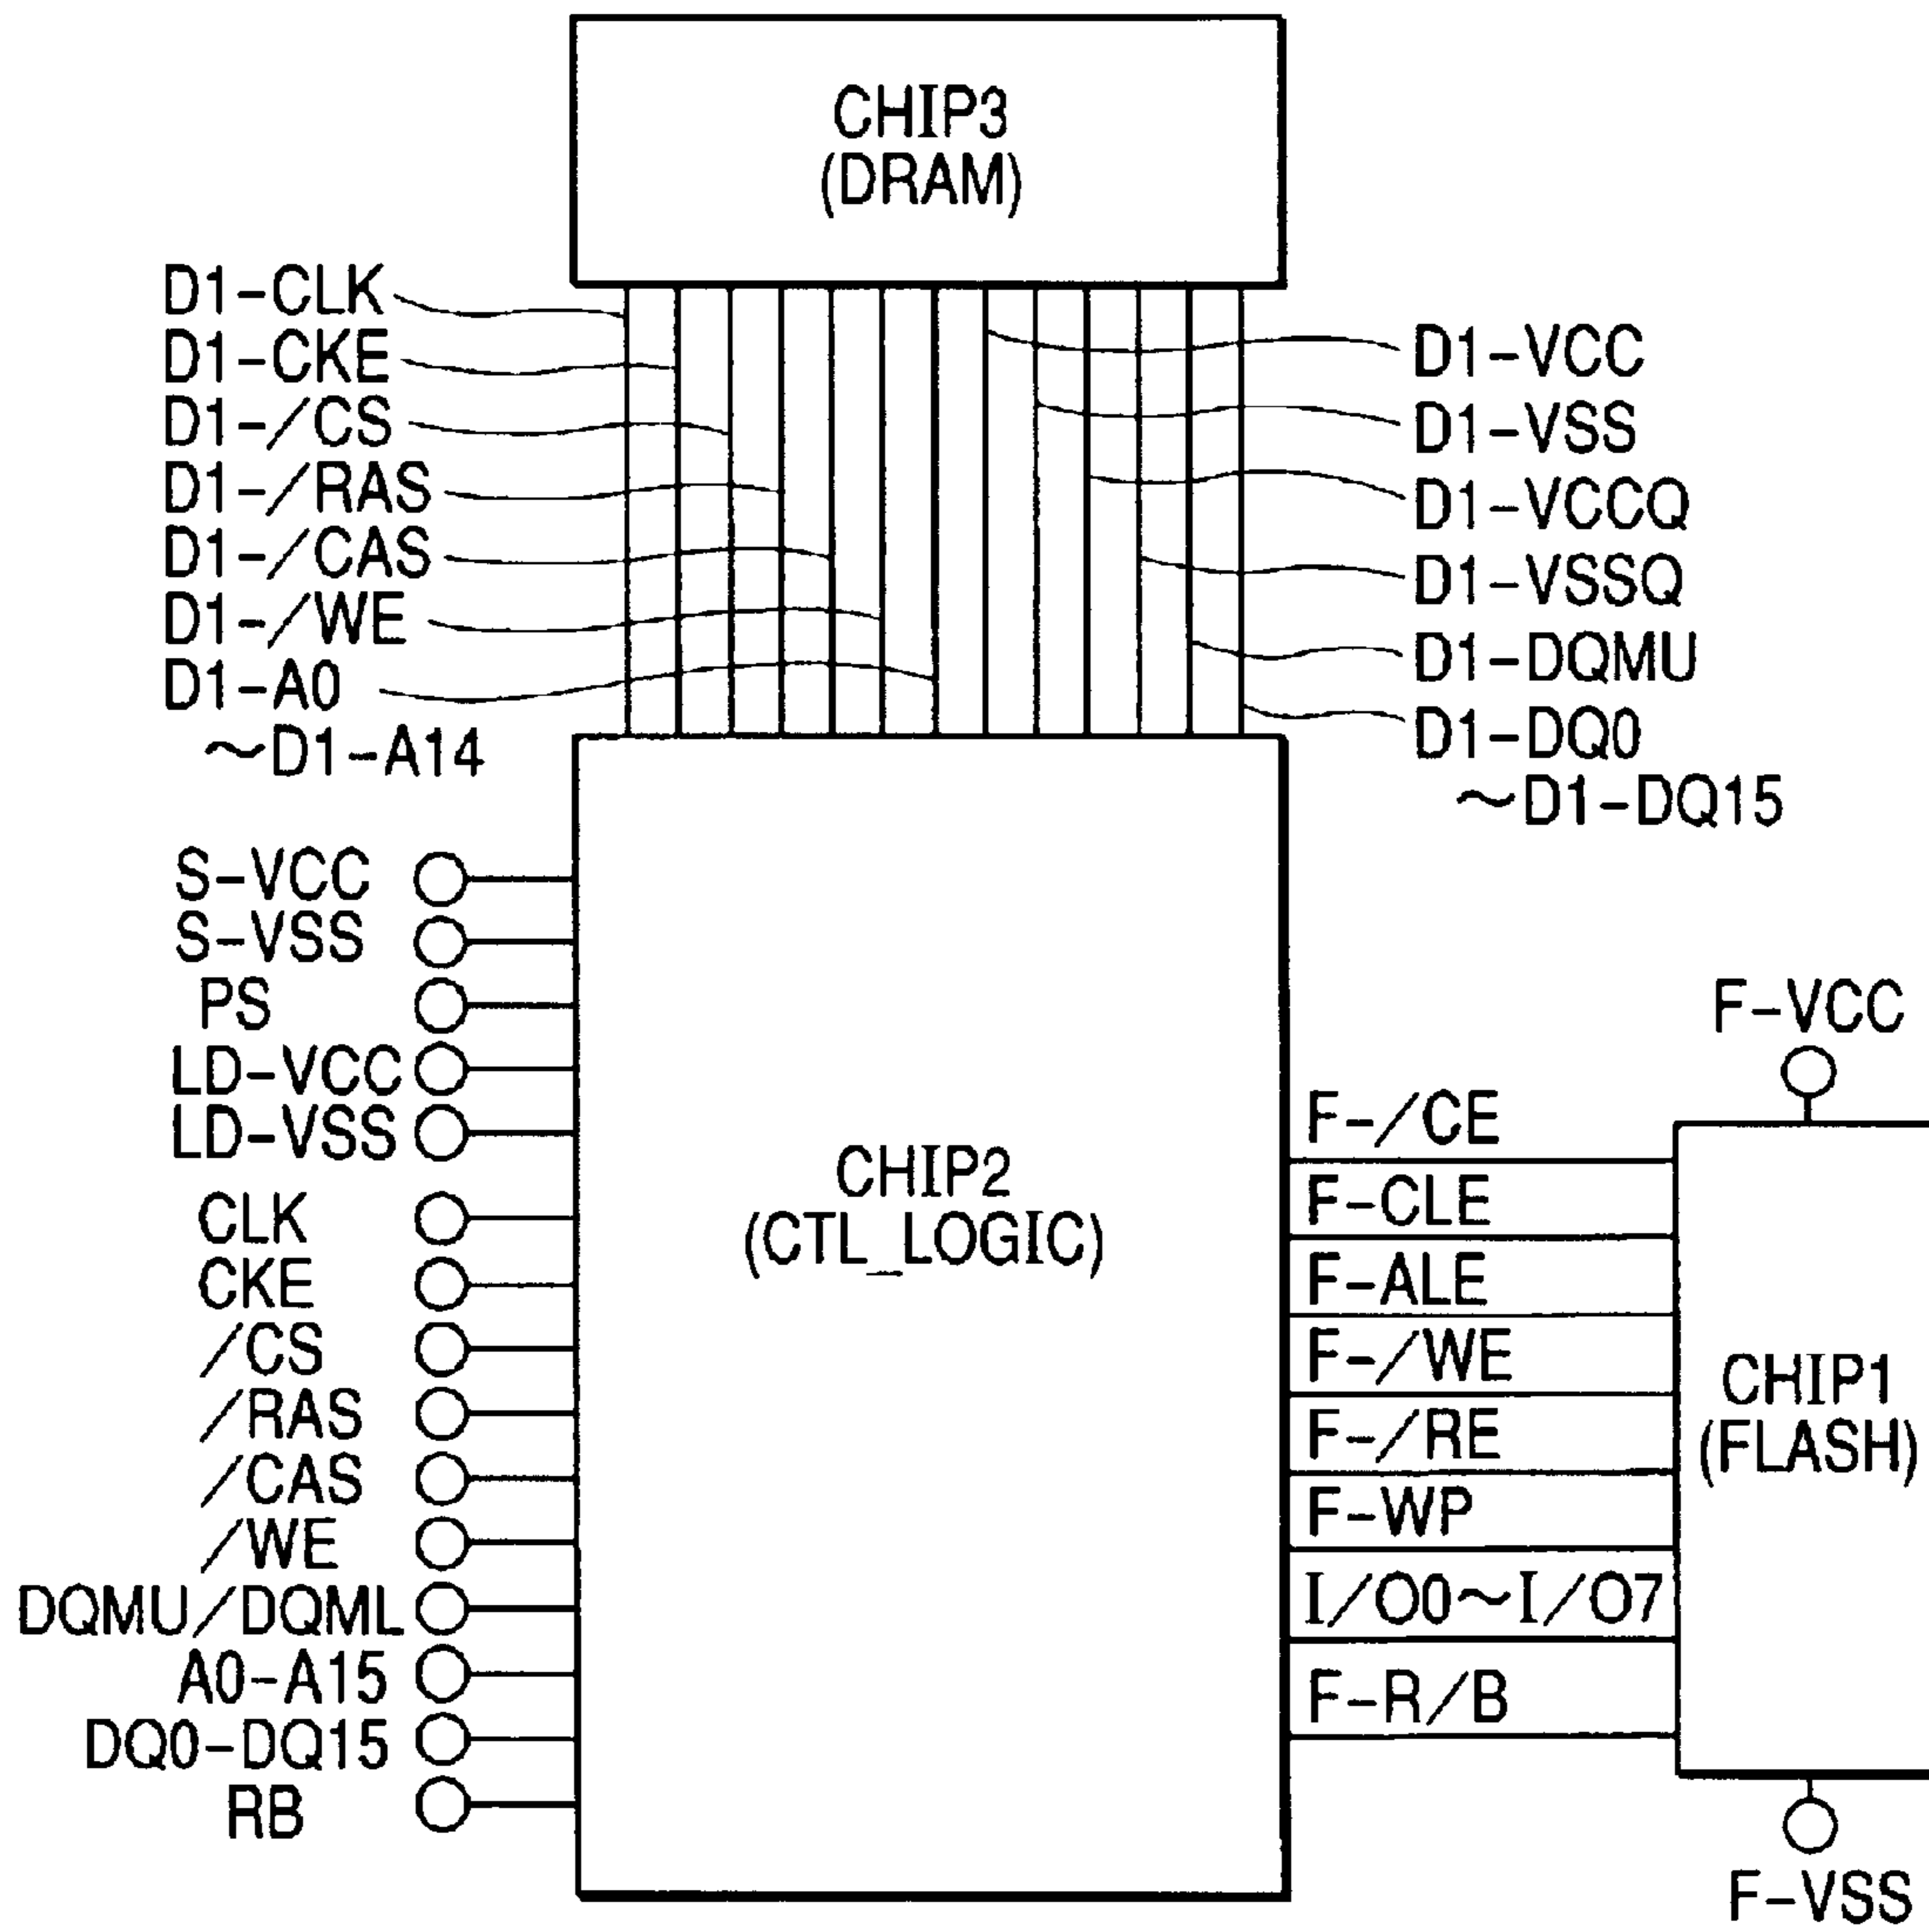 CHIP3
(DRAM)
D1-CLK
D1-CKE
D1-/CS
D1-/RAS
D1-/CAS
D1-/WE
D1-A0
~D1-A14
D1-VCC
D1-VSS
D1-VCCQ
D1-VSSQ
D1-DQMU
D1-DQ0
~D1-DQ15
S-VCC
S-VSS
PS
LD-VCC
LD-VSS
CLK
CKE
/CS
/RAS
/CAS
/WE
DQMU/DQML
A0-A15
DQ0-DQ15
RB
CHIP2
(CTL_LOGIC)
F-/CE
F-CLE
F-ALE
F-/WE
F-/RE
F-WP
I/O0~I/O7
F-R/B
F-VCC
CHIP1
(FLASH)
F-VSS